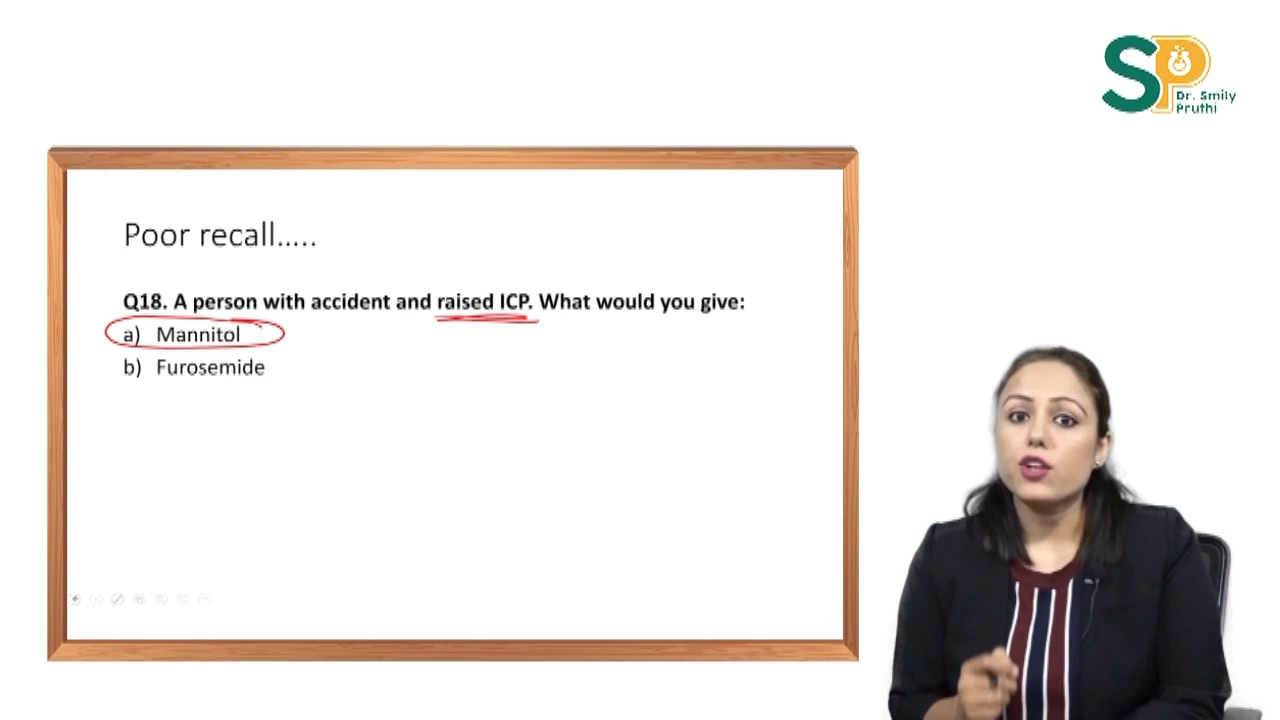 SP
Dr. Smily
Pruthi
Poor recall.....
Q18. A person with accident and raised ICP. What would you give:
a) Mannitol
b) Furosemide